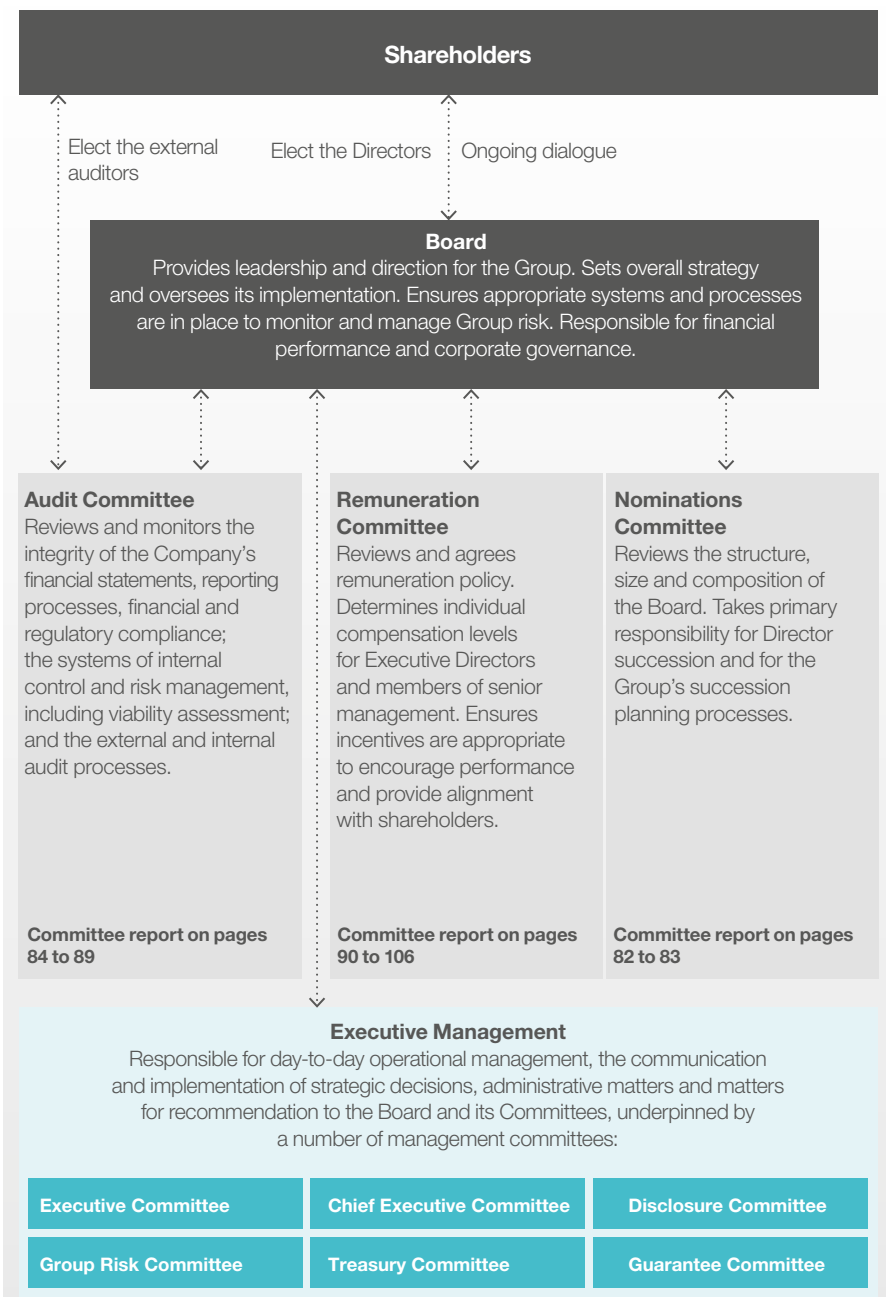 Shareholders
Elect the external
auditors
Elect the Directors
Ongoing dialogue
Board
Provides leadership and direction for the Group. Sets overall strategy
and oversees its implementation. Ensures appropriate systems and processes
are in place to monitor and manage Group risk. Responsible for financial
performance and corporate governance.
Audit Committee
Reviews and monitors the
integrity of the Company's
financial statements, reporting
processes, financial and
regulatory compliance;
the systems of internal
control and risk management,
including viability assessment;
and the external and internal
audit processes.
Committee report on pages
84 to 89
Remuneration
Committee
Reviews and agrees
remuneration policy.
Determines individual
compensation levels
for Executive Directors
and members of senior
management. Ensures
incentives are appropriate
to encourage performance
and provide alignment
with shareholders.
Committee report on pages
90 to 106
Nominations
Committee
Reviews the structure,
size and composition of
the Board. Takes primary
responsibility for Director
succession and for the
Group's succession
planning processes.
Committee report on pages
82 to 83
Executive Management
Responsible for day-to-day operational management, the communication
and implementation of strategic decisions, administrative matters and matters
for recommendation to the Board and its Committees, underpinned by
a number of management committees:
Executive Committee
Chief Executive Committee
Disclosure Committee
Group Risk Committee
Treasury Committee
Guarantee Committee